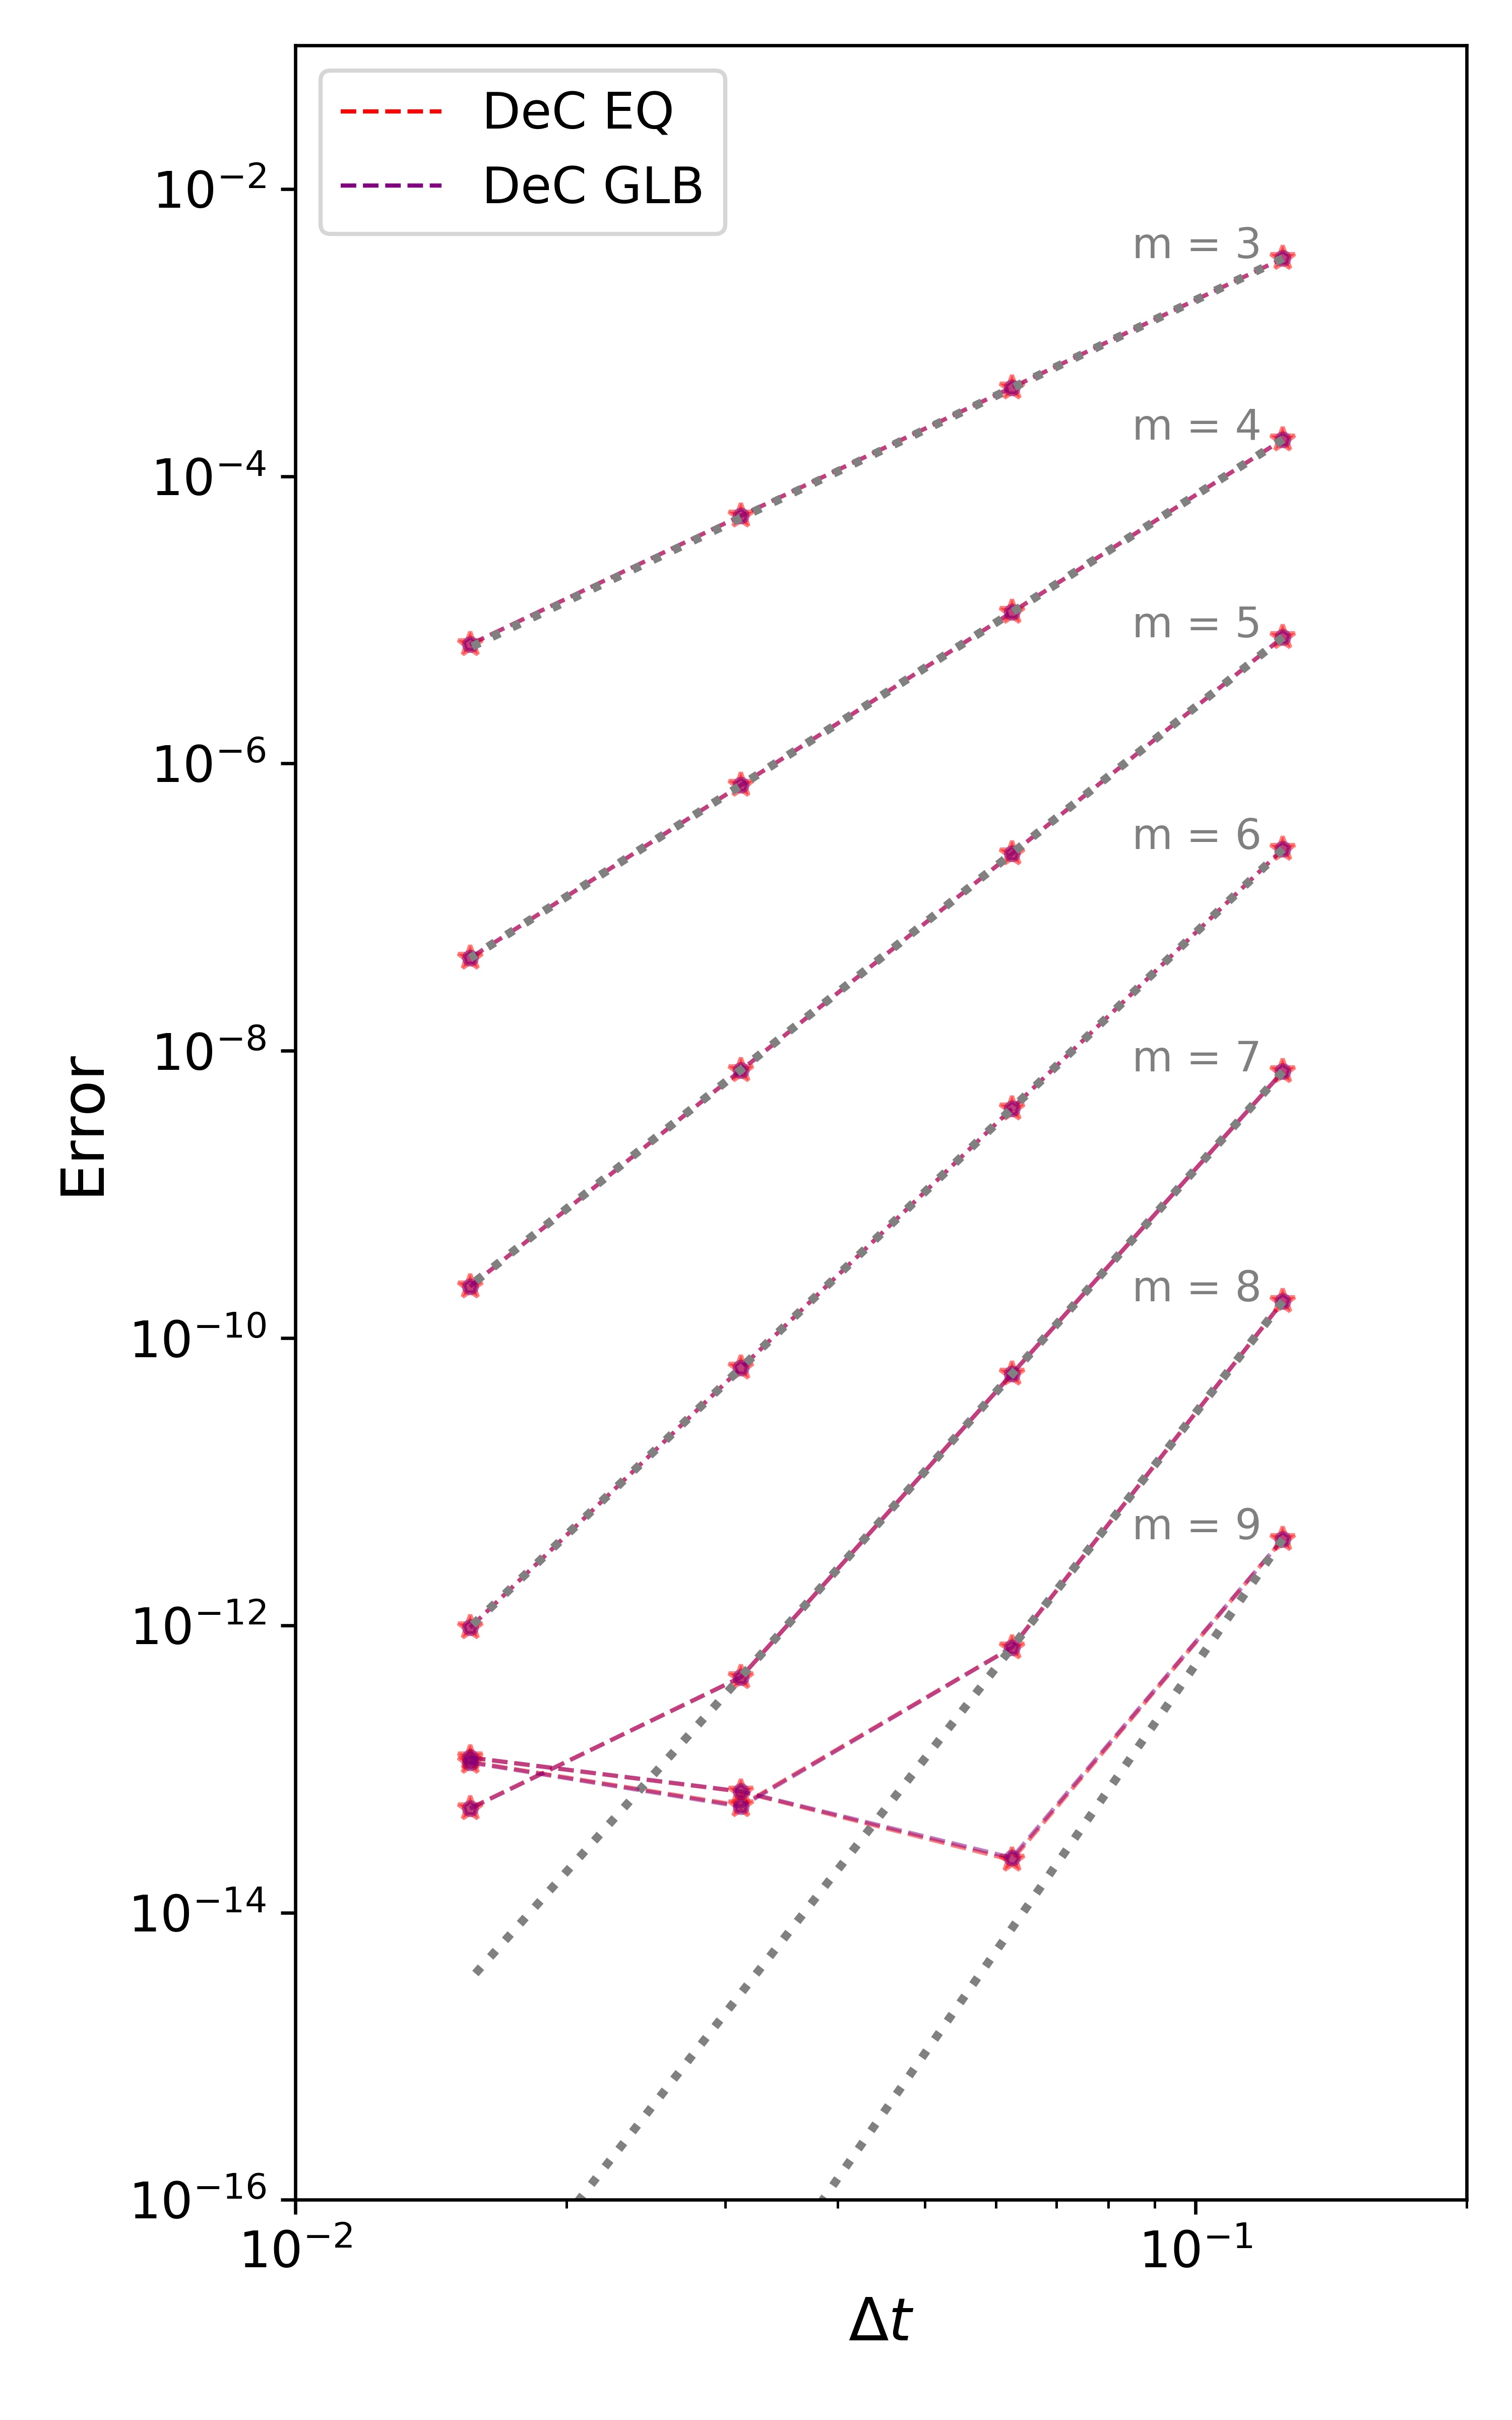 DeC EQ
DeC GLB
10⁻²
m = 3
m = 4
10⁻⁴
m = 5
10⁻⁶
m = 6
10⁻⁸
m = 7
Error
m = 8
10⁻¹⁰
m = 9
10⁻¹²
10⁻¹⁴
10⁻¹⁶
10⁻² 10⁻¹
Δt